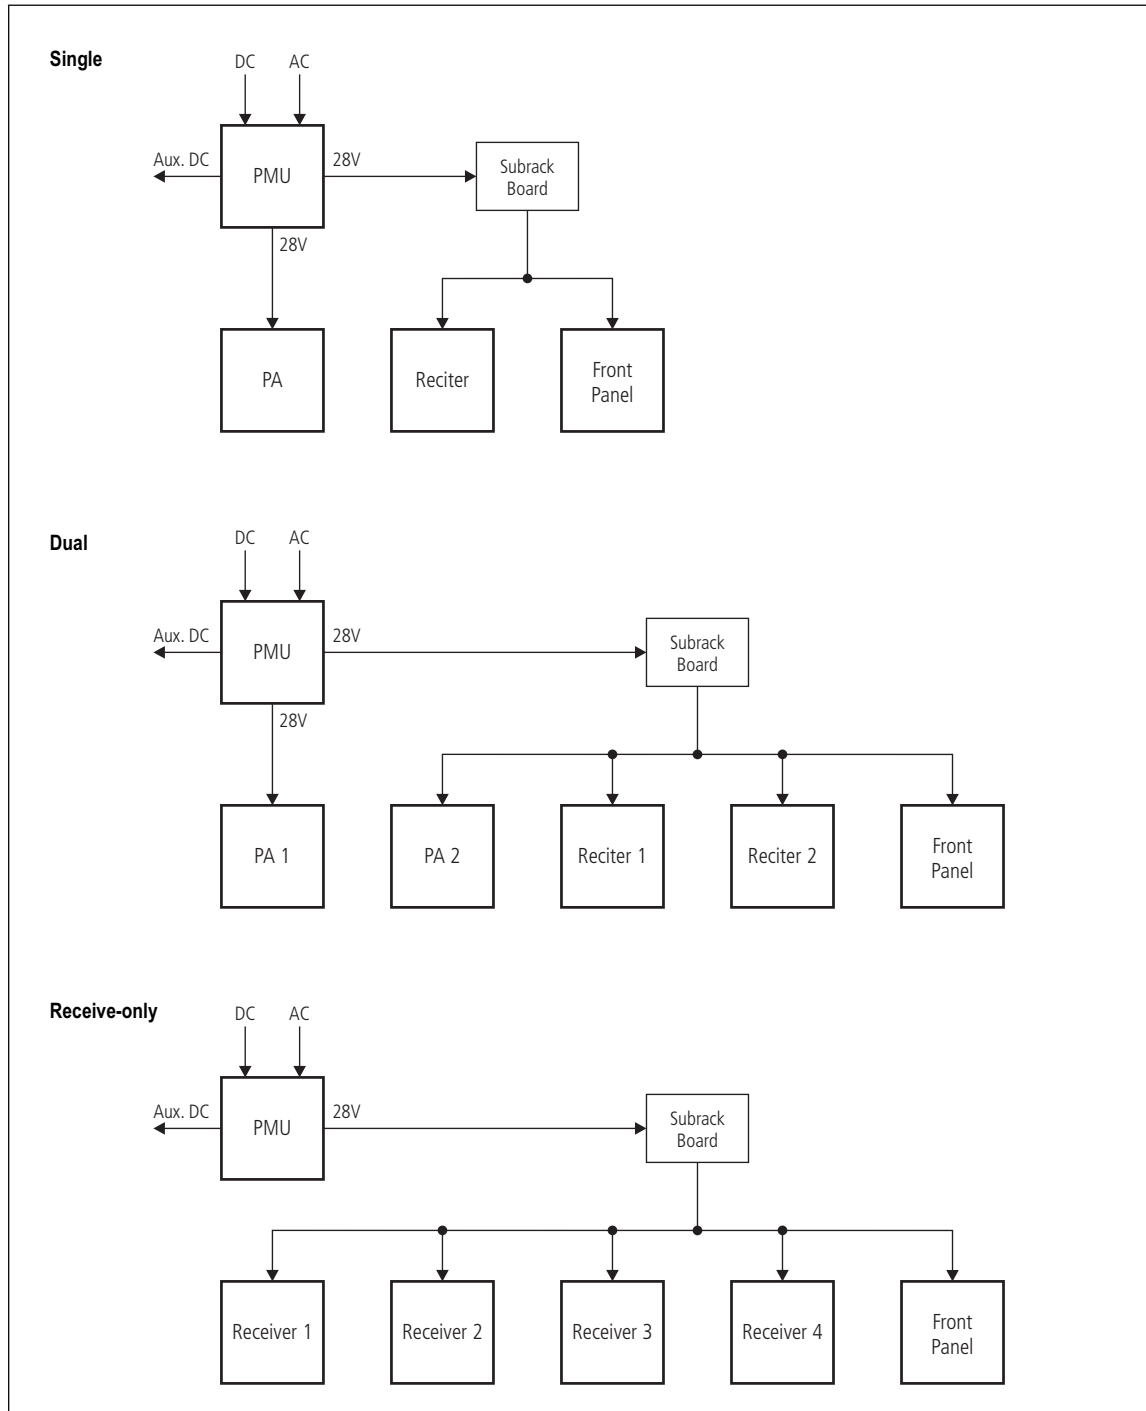 Single
DC
AC
Aux. DC
PMU
28V
Subrack
Board
28V
PA
Reciter
Front
Panel
Dual
DC
AC
Aux. DC
PMU
28V
Subrack
Board
28V
PA 1
PA 2
Reciter 1
Reciter 2
Front
Panel
Receive-only
DC
AC
Aux. DC
PMU
28V
Subrack
Board
Receiver 1
Receiver 2
Receiver 3
Receiver 4
Front
Panel